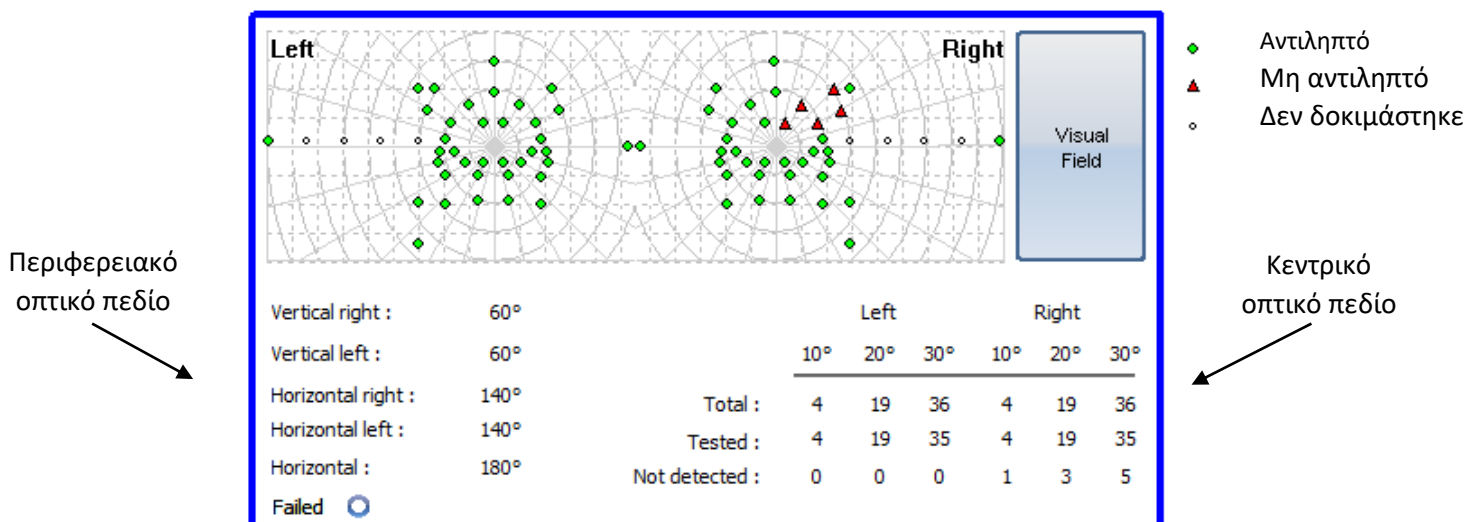 Left
Right
Visual
Field
Αντιληπτό
Μη αντιληπτό
Δεν δοκιμάστηκε
Περιφερειακό
οπτικό πεδίο
Κεντρικό
οπτικό πεδίο
Vertical right : 60°
Vertical left : 60°
Horizontal right : 140°
Horizontal left : 140°
Horizontal : 180°
Failed
Left Right
10° 20° 30° 10° 20° 30°
Total : 4 19 36 4 19 36
Tested : 4 19 35 4 19 35
Not detected : 0 0 0 1 3 5